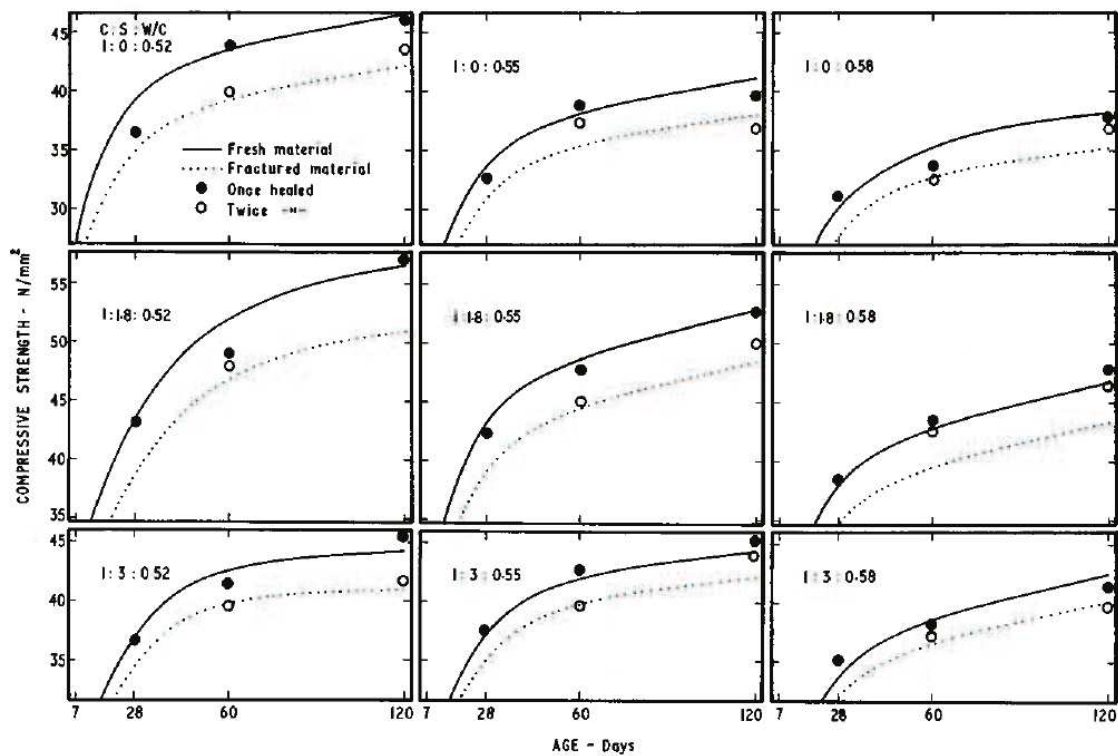 45
40
35
30
C : S : W/C
1 : 0 : 0·52
Fresh material
Fractured material
Once healed
Twice -"-
1 : 0 : 0·55
1 : 0 : 0·58
COMPRESSIVE STRENGTH - N/mm²
55
50
45
40
35
1 : 1·8 : 0·52
1 : 1·8 : 0·55
1 : 1·8 : 0·58
45
40
35
1 : 3 : 0·52
1 : 3 : 0·55
1 : 3 : 0·58
7 28 60 120 7 28 60 120 7 28 60 120
AGE - Days